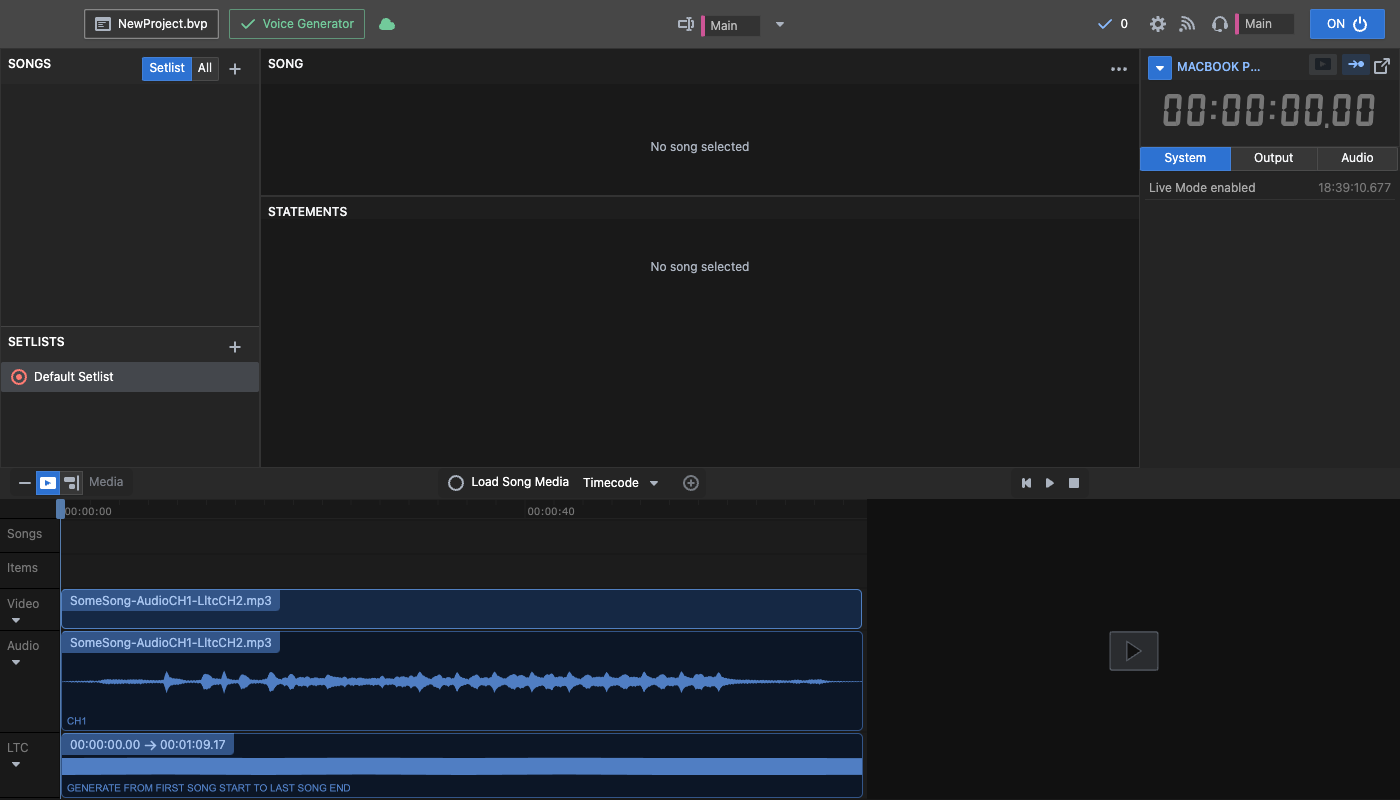 NewProject.bvp
Voice Generator
Main
0
Main
ON
SONGS
Setlist
All
SONG
No song selected
STATEMENTS
No song selected
MACBOOK P...
00:00:00.00
System
Output
Audio
Live Mode enabled
18:39:10.677
SETLISTS
Default Setlist
Media
Load Song Media
Timecode
00:00:00
00:00:40
Songs
Items
Video
SomeSong-AudioCH1-LltcCH2.mp3
Audio
SomeSong-AudioCH1-LltcCH2.mp3
CH1
LTC
00:00:00.00 → 00:01:09.17
GENERATE FROM FIRST SONG START TO LAST SONG END